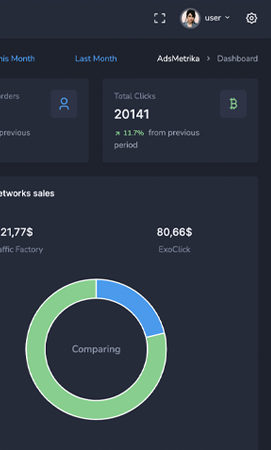 user
his Month Last Month AdsMetrika > Dashboard
orders
previous
Total Clicks
20141
11.7% from previous
period
etworks sales
21,77$ 80,66$
affic Factory ExoClick
Comparing